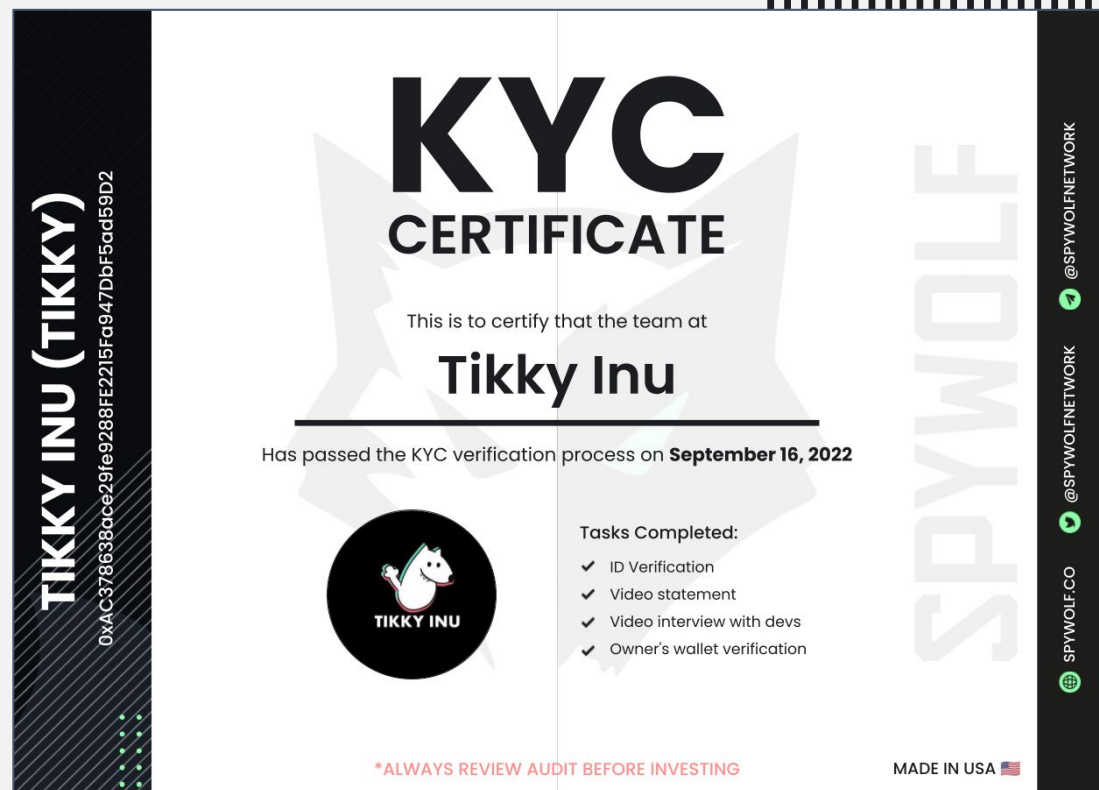 TIKKY INU (TIKKY)
0xAC378638ace29fe9288FE2215Fa947DbF5ad59D2
KYC
CERTIFICATE
This is to certify that the team at
Tikky Inu
Has passed the KYC verification process on September 16, 2022
TIKKY INU
Tasks Completed:
ID Verification
Video statement
Video interview with devs
Owner's wallet verification
*ALWAYS REVIEW AUDIT BEFORE INVESTING
MADE IN USA
SPYWOLF
SPYWOLF.CO
@SPYWOLFNETWORK
@SPYWOLFNETWORK